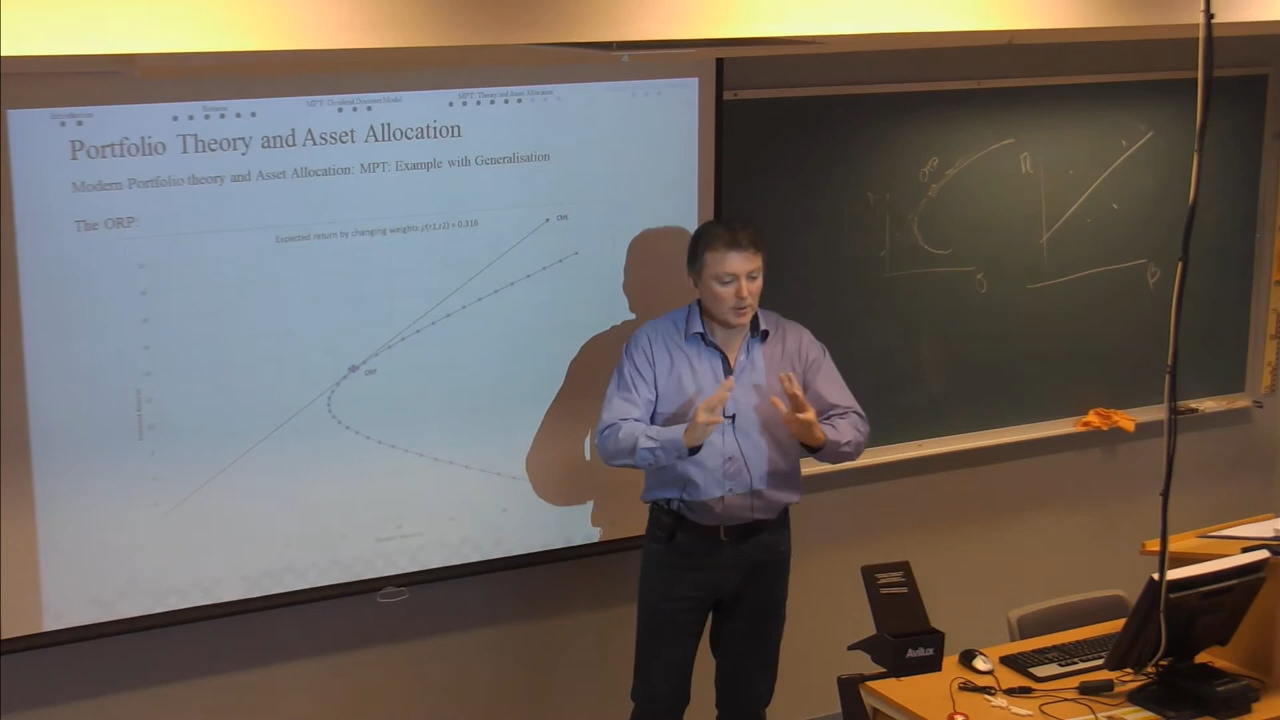 Introduction
MPT: Dividend Discount Model
MPT: Theory and Asset Allocation
Portfolio Theory and Asset Allocation
Modern Portfolio theory and Asset Allocation: MPT: Example with Generalisation
The ORP:
Expected return by changing weights ρ(r1,r2) = 0.316
CML
ORP
ORP
R
σ
β
Avilux